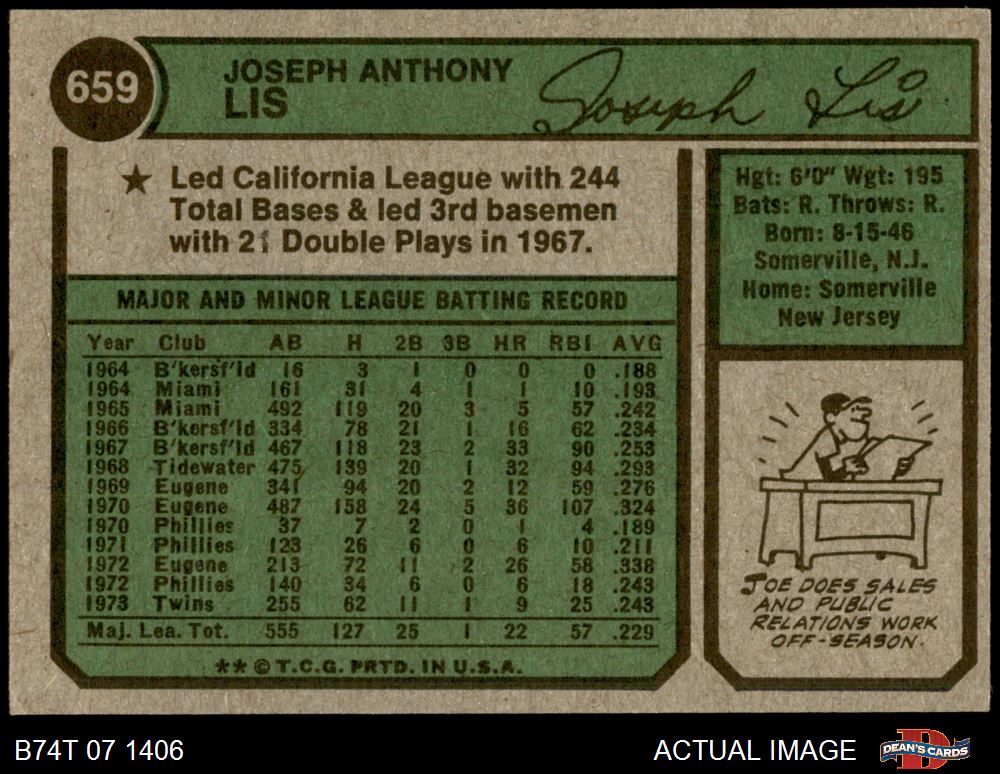 659
JOSEPH ANTHONY
LIS
Joseph Lis
★ Led California League with 244
Total Bases & led 3rd basemen
with 21 Double Plays in 1967.
Hgt: 6'0" Wgt: 195
Bats: R. Throws: R.
Born: 8-15-46
Somerville, N.J.
Home: Somerville
New Jersey
MAJOR AND MINOR LEAGUE BATTING RECORD
Year Club AB H 2B 3B HR RBI AVG
1964 B'kersf'ld 16 3 1 0 0 0 .188
1964 Miami 161 31 4 1 1 10 .193
1965 Miami 492 119 20 3 5 57 .242
1966 B'kersf'ld 334 78 21 1 16 62 .234
1967 B'kersf'ld 467 118 23 2 33 90 .253
1968 Tidewater 475 139 20 1 32 94 .293
1969 Eugene 341 94 20 2 12 59 .276
1970 Eugene 487 158 24 5 36 107 .324
1970 Phillies 37 7 2 0 1 4 .189
1971 Phillies 123 26 6 0 6 10 .211
1972 Eugene 213 72 11 2 26 58 .338
1972 Phillies 140 34 6 0 6 18 .243
1973 Twins 255 62 11 1 9 25 .243
Maj. Lea. Tot. 555 127 25 1 22 57 .229
** © T.C.G. PRTD. IN U.S.A.
JOE DOES SALES
AND PUBLIC
RELATIONS WORK
OFF-SEASON.
B74T 07 1406
ACTUAL IMAGE
DEAN'S CARDS